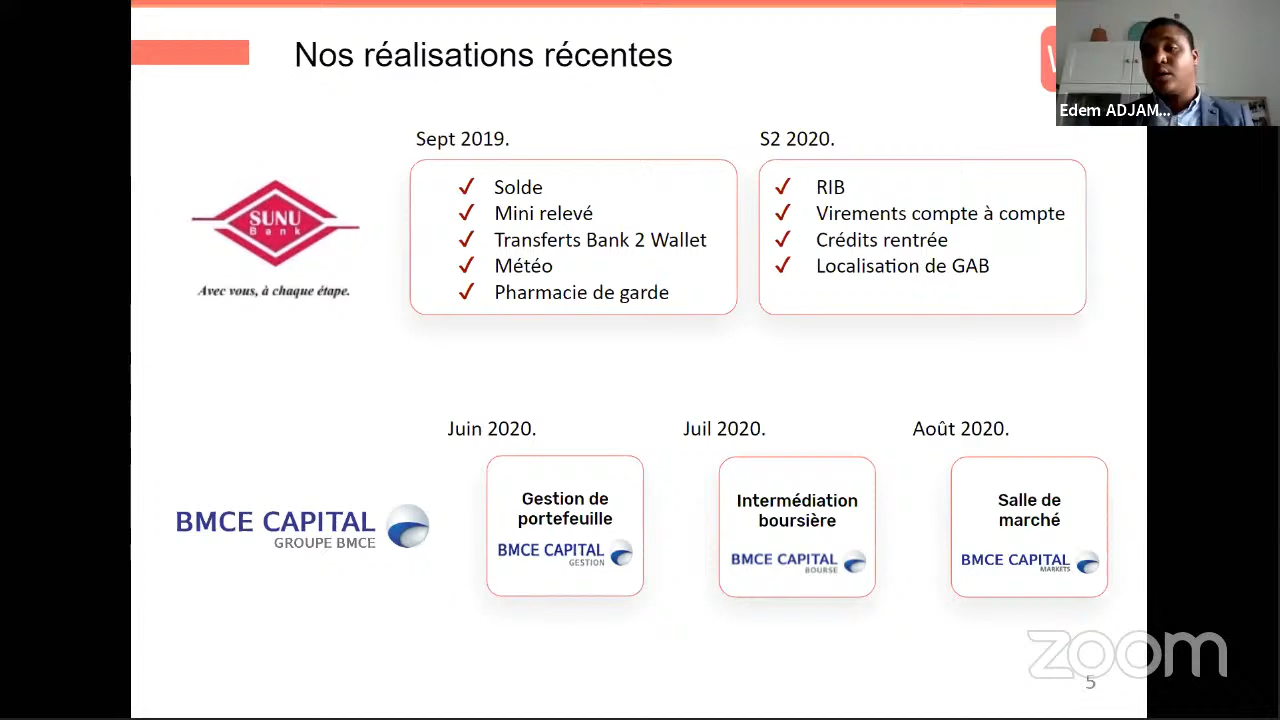 Nos réalisations récentes
Edem ADJAM...
Sept 2019.
S2 2020.
SUNU
Bank
Avec vous, à chaque étape.
✓ Solde
✓ Mini relevé
✓ Transferts Bank 2 Wallet
✓ Météo
✓ Pharmacie de garde
✓ RIB
✓ Virements compte à compte
✓ Crédits rentrée
✓ Localisation de GAB
Juin 2020.
Juil 2020.
Août 2020.
BMCE CAPITAL
GROUPE BMCE
Gestion de
portefeuille
BMCE CAPITAL
GESTION
Intermédiation
boursière
BMCE CAPITAL
BOURSE
Salle de
marché
BMCE CAPITAL
MARKETS
zoom
5